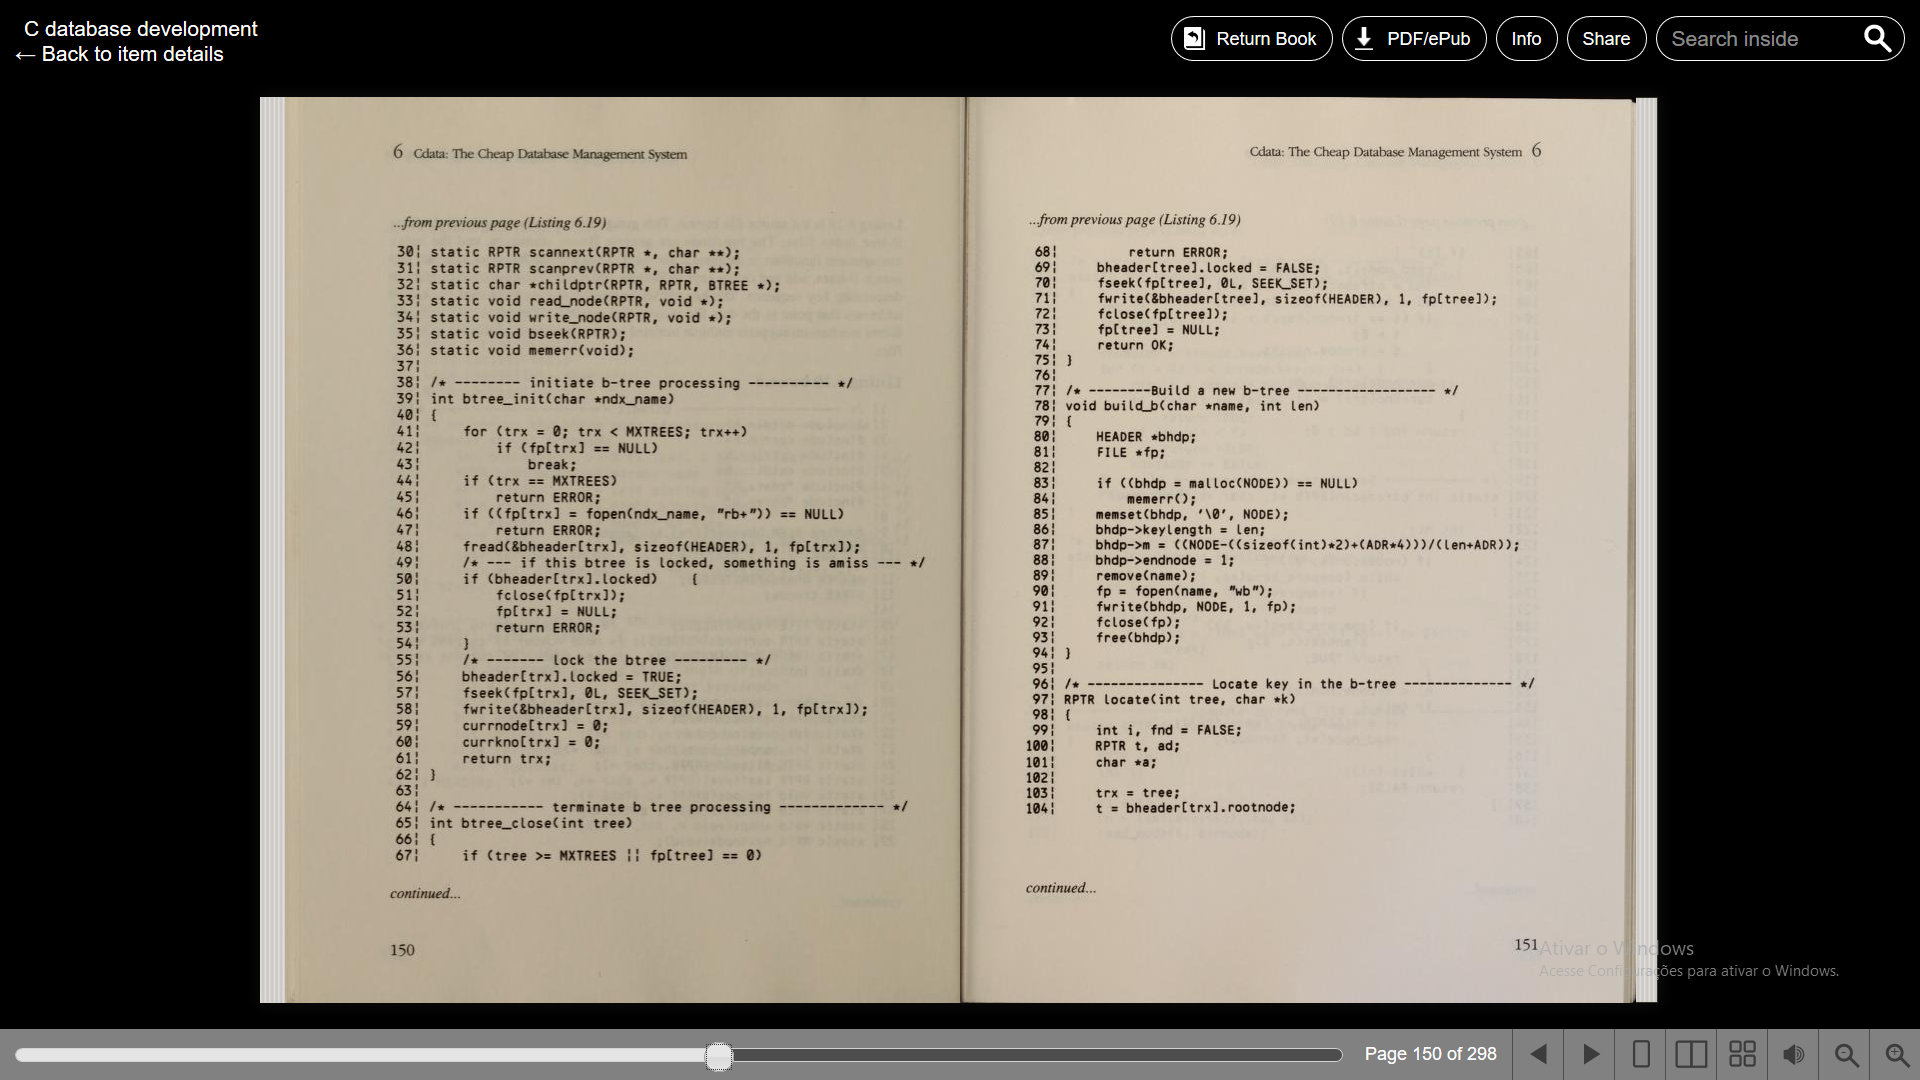 C database development
← Back to item details
Return Book
PDF/ePub
Info
Share
Search inside
6 Cdata: The Cheap Database Management System
...from previous page (Listing 6.19)
30¦ static RPTR scannext(RPTR *, char **);
31¦ static RPTR scanprev(RPTR *, char **);
32¦ static char *childptr(RPTR, RPTR, BTREE *);
33¦ static void read_node(RPTR, void *);
34¦ static void write_node(RPTR, void *);
35¦ static void bseek(RPTR);
36¦ static void memerr(void);
37¦
38¦ /* -------- initiate b-tree processing ---------- */
39¦ int btree_init(char *ndx_name)
40¦ {
41¦     for (trx = 0; trx < MXTREES; trx++)
42¦         if (fp[trx] == NULL)
43¦             break;
44¦     if (trx == MXTREES)
45¦         return ERROR;
46¦     if ((fp[trx] = fopen(ndx_name, "rb+")) == NULL)
47¦         return ERROR;
48¦     fread(&bheader[trx], sizeof(HEADER), 1, fp[trx]);
49¦     /* --- if this btree is locked, something is amiss --- */
50¦     if (bheader[trx].locked)    {
51¦         fclose(fp[trx]);
52¦         fp[trx] = NULL;
53¦         return ERROR;
54¦     }
55¦     /* ------- lock the btree --------- */
56¦     bheader[trx].locked = TRUE;
57¦     fseek(fp[trx], 0L, SEEK_SET);
58¦     fwrite(&bheader[trx], sizeof(HEADER), 1, fp[trx]);
59¦     currnode[trx] = 0;
60¦     currkno[trx] = 0;
61¦     return trx;
62¦ }
63¦
64¦ /* ----------- terminate b tree processing ------------- */
65¦ int btree_close(int tree)
66¦ {
67¦     if (tree >= MXTREES ¦¦ fp[tree] == 0)
continued...
150
Cdata: The Cheap Database Management System 6
...from previous page (Listing 6.19)
68¦         return ERROR;
69¦     bheader[tree].locked = FALSE;
70¦     fseek(fp[tree], 0L, SEEK_SET);
71¦     fwrite(&bheader[tree], sizeof(HEADER), 1, fp[tree]);
72¦     fclose(fp[tree]);
73¦     fp[tree] = NULL;
74¦     return OK;
75¦ }
76¦
77¦ /* --------Build a new b-tree ------------------ */
78¦ void build_b(char *name, int len)
79¦ {
80¦     HEADER *bhdp;
81¦     FILE *fp;
82¦
83¦     if ((bhdp = malloc(NODE)) == NULL)
84¦         memerr();
85¦     memset(bhdp, '\0', NODE);
86¦     bhdp->keylength = len;
87¦     bhdp->m = ((NODE-((sizeof(int)*2)+(ADR*4)))/(len+ADR));
88¦     bhdp->endnode = 1;
89¦     remove(name);
90¦     fp = fopen(name, "wb");
91¦     fwrite(bhdp, NODE, 1, fp);
92¦     fclose(fp);
93¦     free(bhdp);
94¦ }
95¦
96¦ /* --------------- Locate key in the b-tree -------------- */
97¦ RPTR locate(int tree, char *k)
98¦ {
99¦     int i, fnd = FALSE;
100¦     RPTR t, ad;
101¦     char *a;
102¦
103¦     trx = tree;
104¦     t = bheader[trx].rootnode;
continued...
151
Ativar o Windows
Acesse Configurações para ativar o Windows.
Page 150 of 298